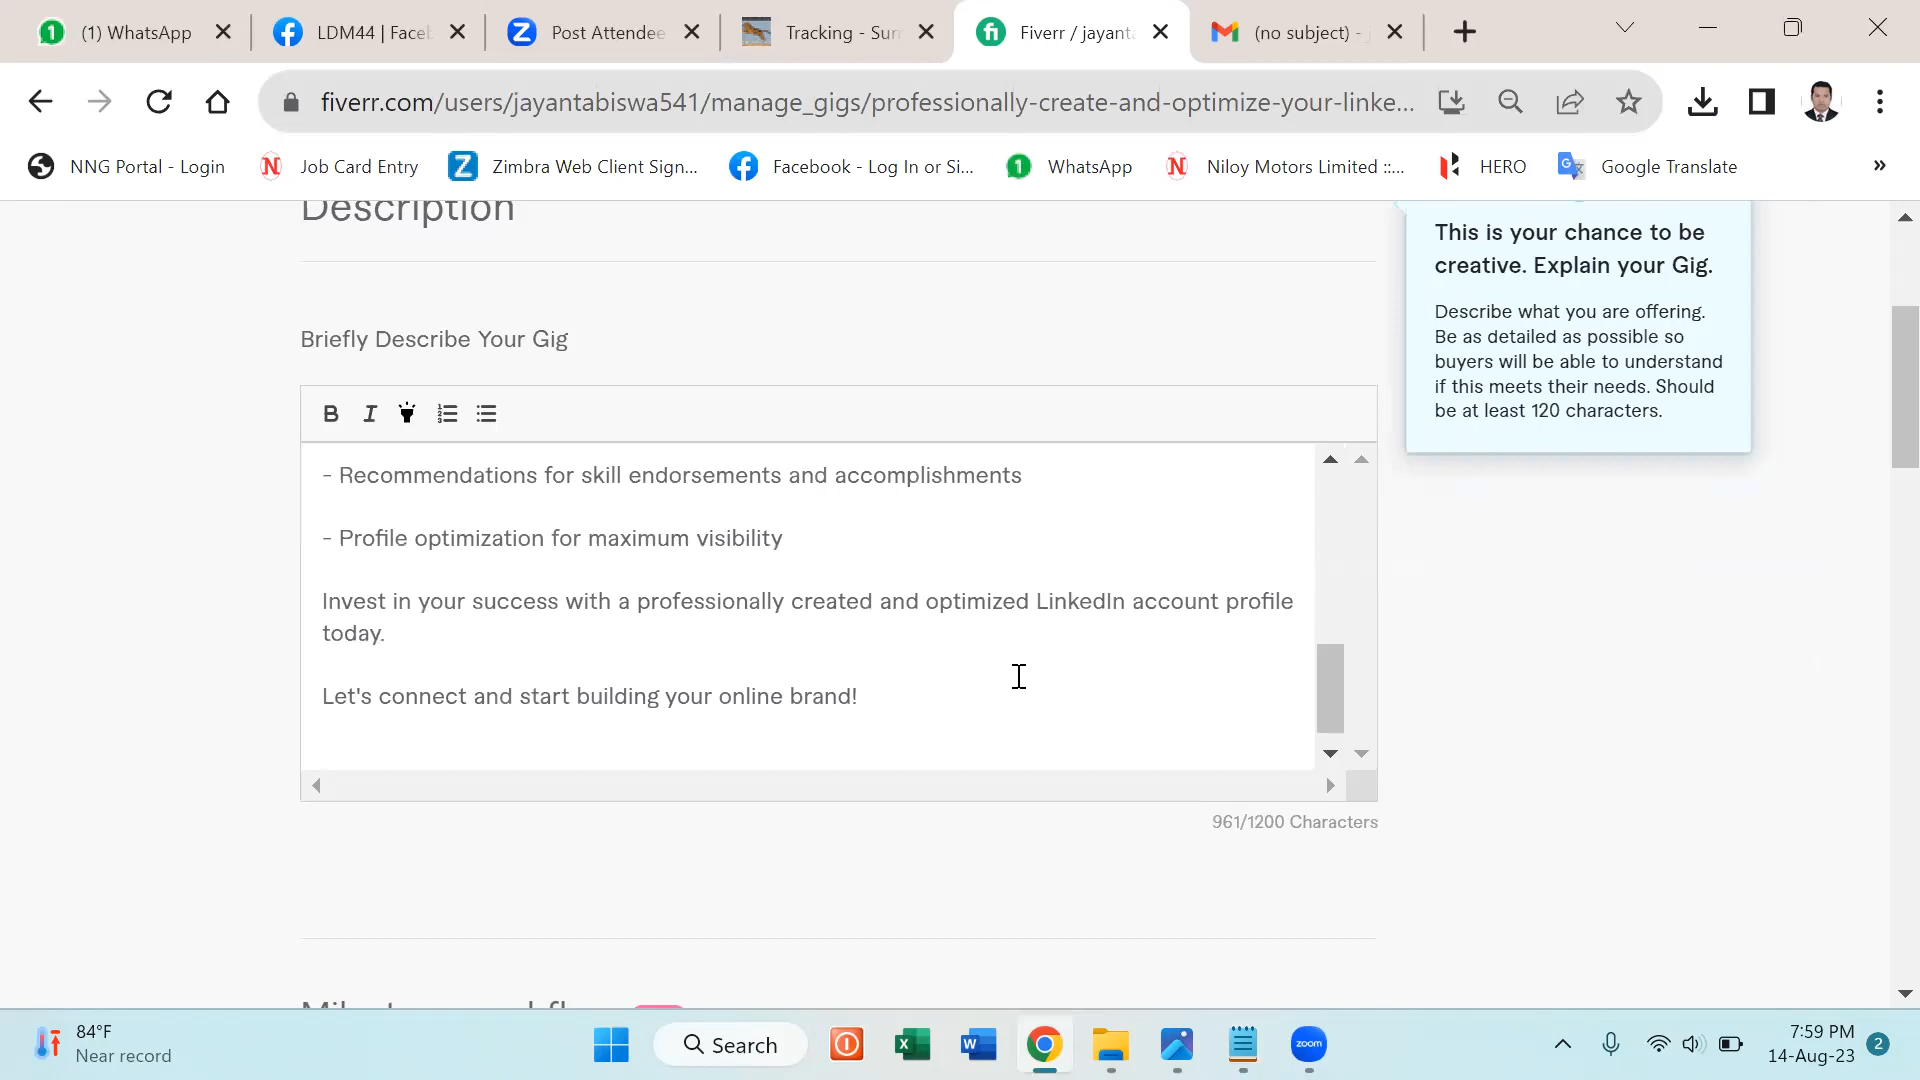 (1) WhatsApp
LDM44 | Face
Post Attendee
Tracking - Sur
Fiverr / jayant
(no subject) -
fiverr.com/users/jayantabiswa541/manage_gigs/professionally-create-and-optimize-your-linke...
NNG Portal - Login
Job Card Entry
Zimbra Web Client Sign...
Facebook - Log In or Si...
WhatsApp
Niloy Motors Limited ::...
HERO
Google Translate
»
Description
This is your chance to be
creative. Explain your Gig.
Describe what you are offering.
Be as detailed as possible so
buyers will be able to understand
if this meets their needs. Should
be at least 120 characters.
Briefly Describe Your Gig
- Recommendations for skill endorsements and accomplishments
- Profile optimization for maximum visibility
Invest in your success with a professionally created and optimized LinkedIn account profile
today.
Let's connect and start building your online brand!
961/1200 Characters
84°F
Near record
Search
zoom
7:59 PM
14-Aug-23
2